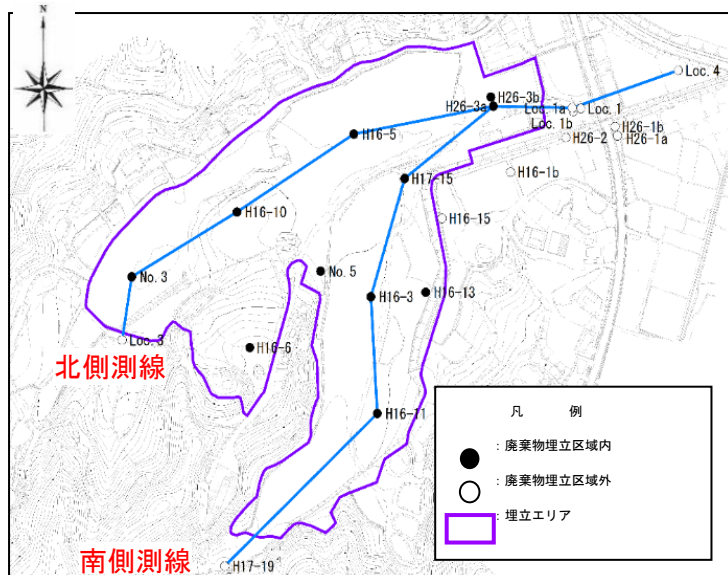 N
Loc. 4
H26-3b
H26-3a
Loc. 1a
Loc. 1
Loc. 1b
H26-1b
H26-2
H26-1a
H16-5
H16-1b
H17-15
H16-10
H16-15
No. 3
No. 5
H16-3
H16-13
Loc. 3
H16-6
北側測線
H16-11
凡 例
: 廃棄物埋立区域内
: 廃棄物埋立区域外
: 埋立エリア
南側測線
H17-19